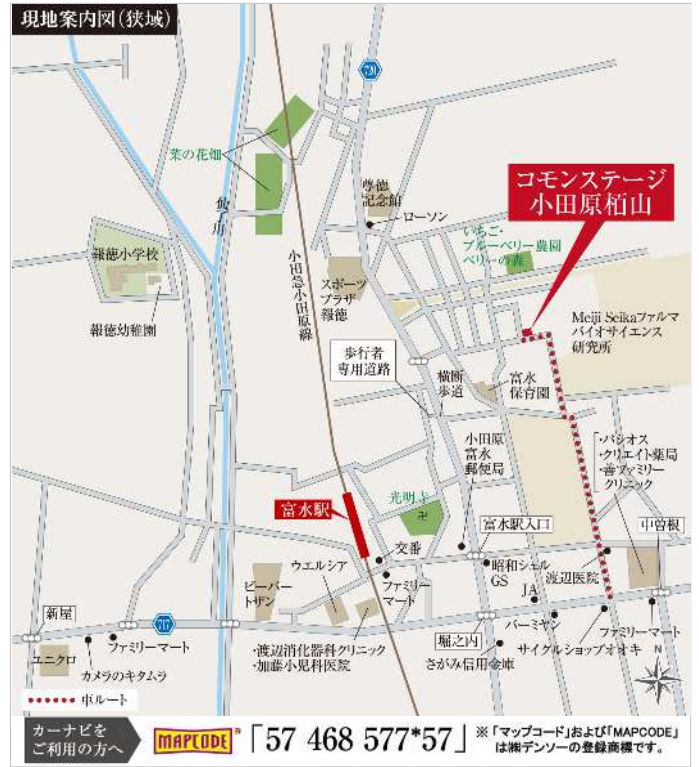 現地案内図（狭域）
720
菜の花畑
仙了川
尊徳
記念館
ローソン
コモンステージ
小田原栢山
いちご・
ブルーベリー農園
ベリーの森
報徳小学校
報徳幼稚園
小田急小田原線
スポーツ
プラザ
報徳
Meiji Seikaファルマ
バイオサイエンス
研究所
歩行者
専用道路
横断
歩道
富水
保育園
小田原
富水
郵便局
・パシオス
・クリエイト薬局
・善ファミリー
クリニック
光明寺
卍
富水駅
富水駅入口
中曽根
交番
ウエルシア
ファミリー
マート
昭和シェル
GS
渡辺医院
ビーバー
トザン
JA
新屋
717
ファミリーマート
・渡辺消化器科クリニック
・加藤小児科医院
堀之内
バーミヤン
ファミリーマート
さがみ信用金庫
サイクルショップオオキ
ユニクロ
カメラのキタムラ
N
車ルート
カーナビを
ご利用の方へ
MAPCODE®
「57 468 577*57」
※「マップコード」および「MAPCODE」
は㈱デンソーの登録商標です。